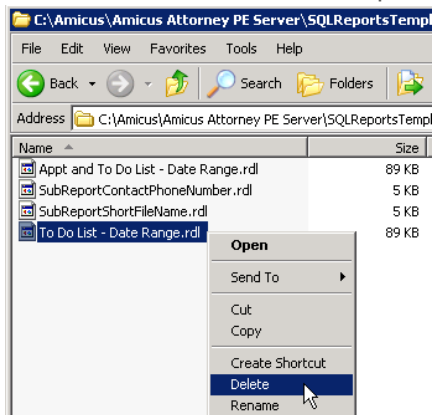 C:\Amicus\Amicus Attorney PE Server\SQLReportsTempl
File Edit View Favorites Tools Help
Back Search Folders
Address C:\Amicus\Amicus Attorney PE Server\SQLReportsTempl
Name Size
Appt and To Do List - Date Range.rdl 89 KB
SubReportContactPhoneNumber.rdl 5 KB
SubReportShortFileName.rdl 5 KB
To Do List - Date Range.rdl 89 KB
Open
Send To
Cut
Copy
Create Shortcut
Delete
Rename